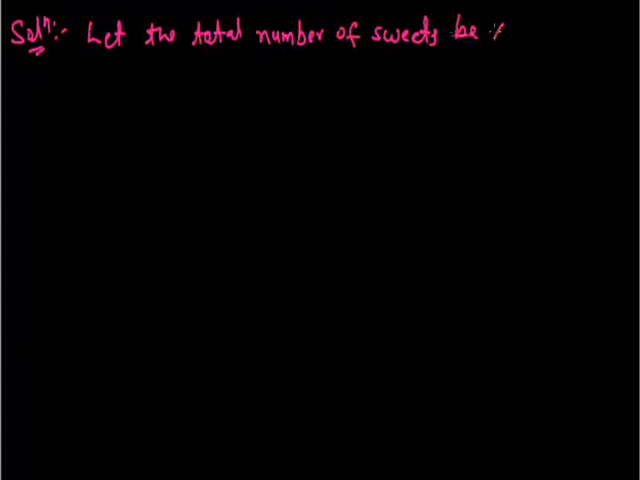 Solⁿ:- Let the total number of sweets be